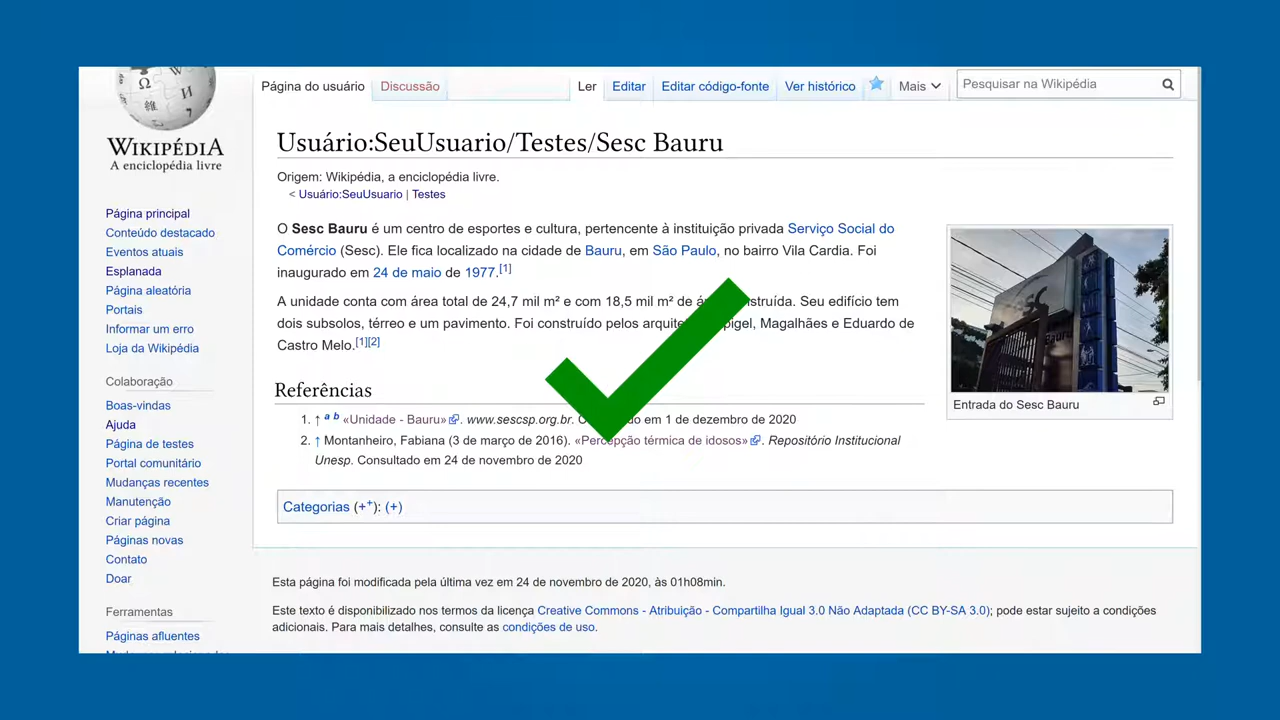 Página do usuário Discussão Ler Editar Editar código-fonte Ver histórico Mais Pesquisar na Wikipédia
WIKIPÉDIA
A enciclopédia livre
Página principal
Conteúdo destacado
Eventos atuais
Esplanada
Página aleatória
Portais
Informar um erro
Loja da Wikipédia
Colaboração
Boas-vindas
Ajuda
Página de testes
Portal comunitário
Mudanças recentes
Manutenção
Criar página
Páginas novas
Contato
Doar
Ferramentas
Páginas afluentes
Usuário:SeuUsuario/Testes/Sesc Bauru
Origem: Wikipédia, a enciclopédia livre.
< Usuário:SeuUsuario | Testes
O Sesc Bauru é um centro de esportes e cultura, pertencente à instituição privada Serviço Social do
Comércio (Sesc). Ele fica localizado na cidade de Bauru, em São Paulo, no bairro Vila Cardia. Foi
inaugurado em 24 de maio de 1977.[1]
A unidade conta com área total de 24,7 mil m² e com 18,5 mil m² de Seu edifício tem
dois subsolos, térreo e um pavimento. Foi construído pelos Magalhães e Eduardo de
Castro Melo.[1][2]
Entrada do Sesc Bauru
Referências
1. ↑ a b «Unidade - Bauru». www.sescsp.org.br. em 1 de dezembro de 2020
2. ↑ Montanheiro, Fabiana (3 de março de 2016). «Percepção térmica de idosos». Repositório Institucional
Unesp. Consultado em 24 de novembro de 2020
Categorias (+⁺): (+)
Esta página foi modificada pela última vez em 24 de novembro de 2020, às 01h08min.
Este texto é disponibilizado nos termos da licença Creative Commons - Atribuição - Compartilha Igual 3.0 Não Adaptada (CC BY-SA 3.0); pode estar sujeito a condições
adicionais. Para mais detalhes, consulte as condições de uso.